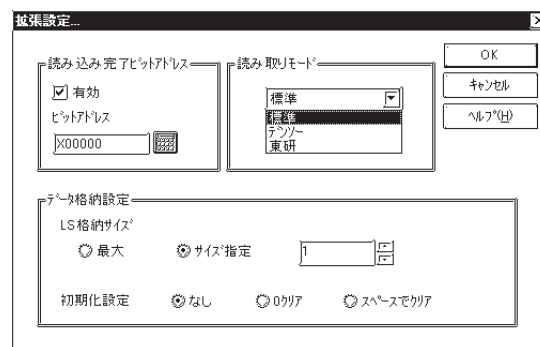 拡張設定...
読み込み完了ﾋﾞｯﾄｱﾄﾞﾚｽ
有効
ﾋﾞｯﾄｱﾄﾞﾚｽ
X00000
読み取りﾓｰﾄﾞ
標準
標準
ﾃﾞﾝｿｰ
東研
OK
ｷｬﾝｾﾙ
ﾍﾙﾌﾟ(H)
ﾃﾞｰﾀ格納設定
LS格納ｻｲｽﾞ
最大 ｻｲｽﾞ指定 1
初期化設定 なし 0ｸﾘｱ ｽﾍﾟｰｽでｸﾘｱ